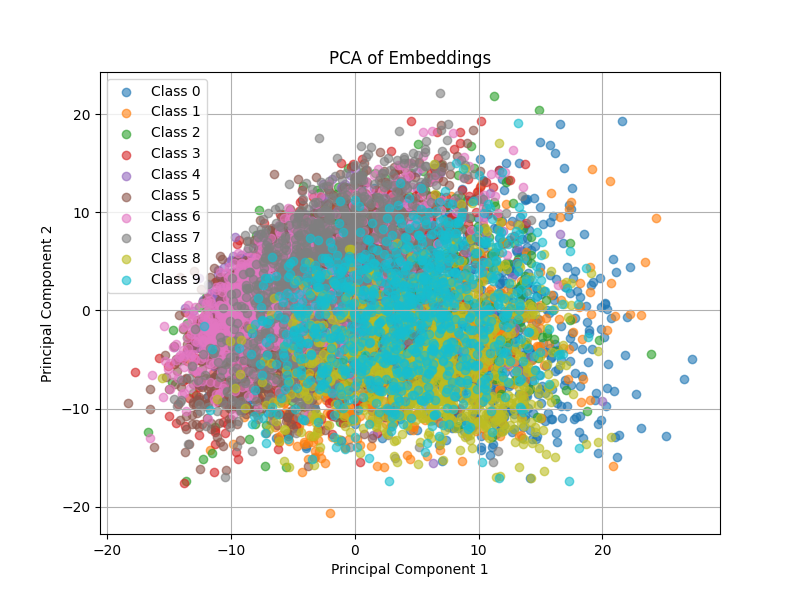 PCA of Embeddings
Class 0
Class 1
Class 2
Class 3
Class 4
Class 5
Class 6
Class 7
Class 8
Class 9
Principal Component 2
20
10
0
−10
−20
−20 −10 0 10 20
Principal Component 1